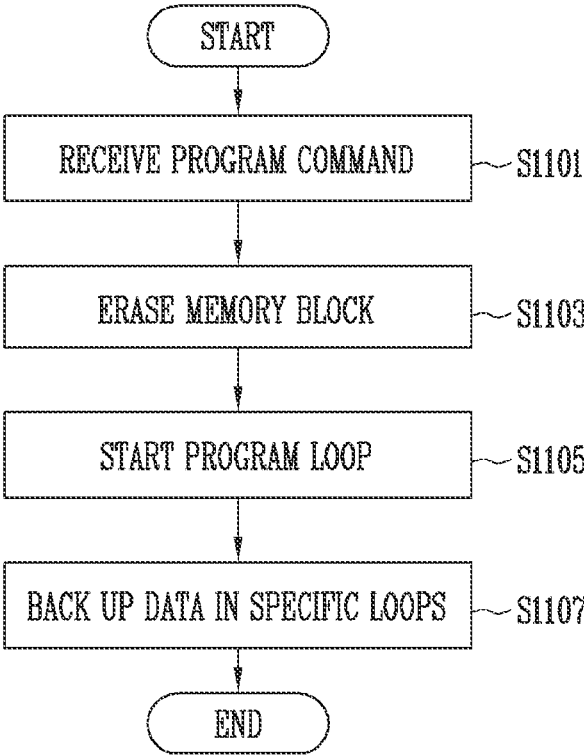 START
RECEIVE PROGRAM COMMAND
S1101
ERASE MEMORY BLOCK
S1103
START PROGRAM LOOP
S1105
BACK UP DATA IN SPECIFIC LOOPS
S1107
END